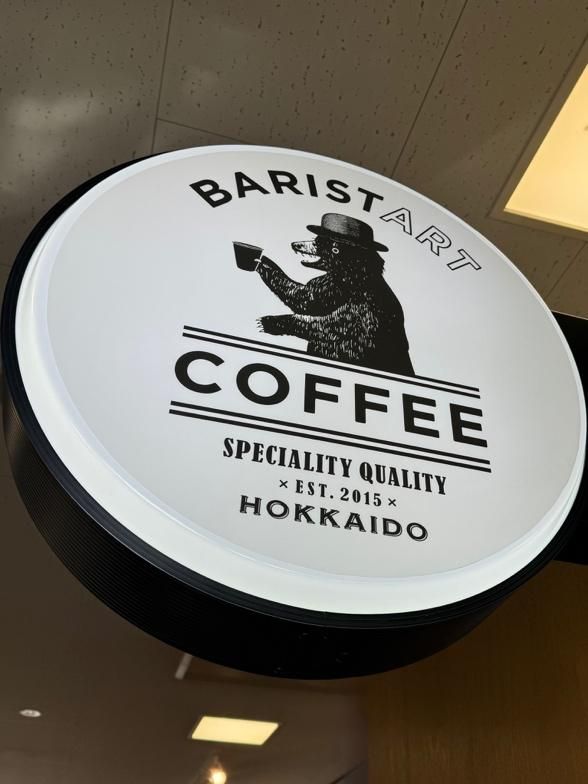 BARISTART
COFFEE
SPECIALITY QUALITY
× EST. 2015 ×
HOKKAIDO